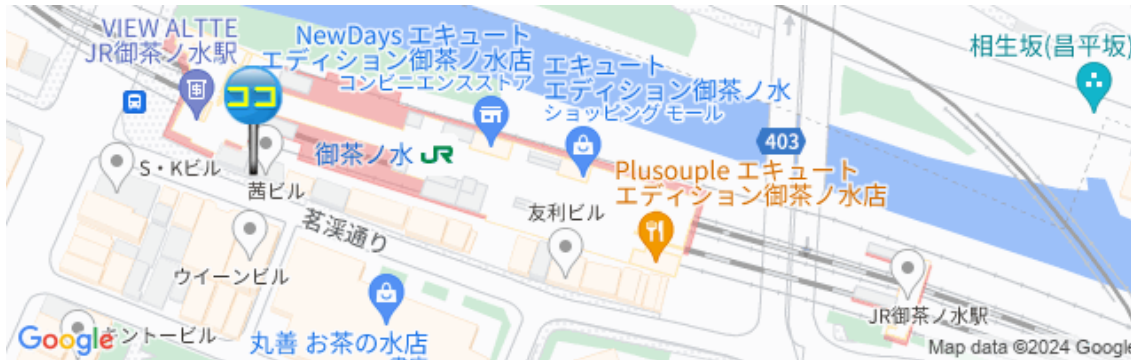 VIEW ALTTE
JR御茶ノ水駅
NewDays エキュート
エディション御茶ノ水店
コンビニエンスストア
エキュート
エディション御茶ノ水
ショッピング モール
相生坂(昌平坂)
ココ
403
S・Kビル
茜ビル
御茶ノ水 JR
Plusouple エキュート
エディション御茶ノ水店
友利ビル
茗渓通り
ウイーンビル
JR御茶ノ水駅
Google
ントービル
丸善 お茶の水店
Map data ©2024 Google